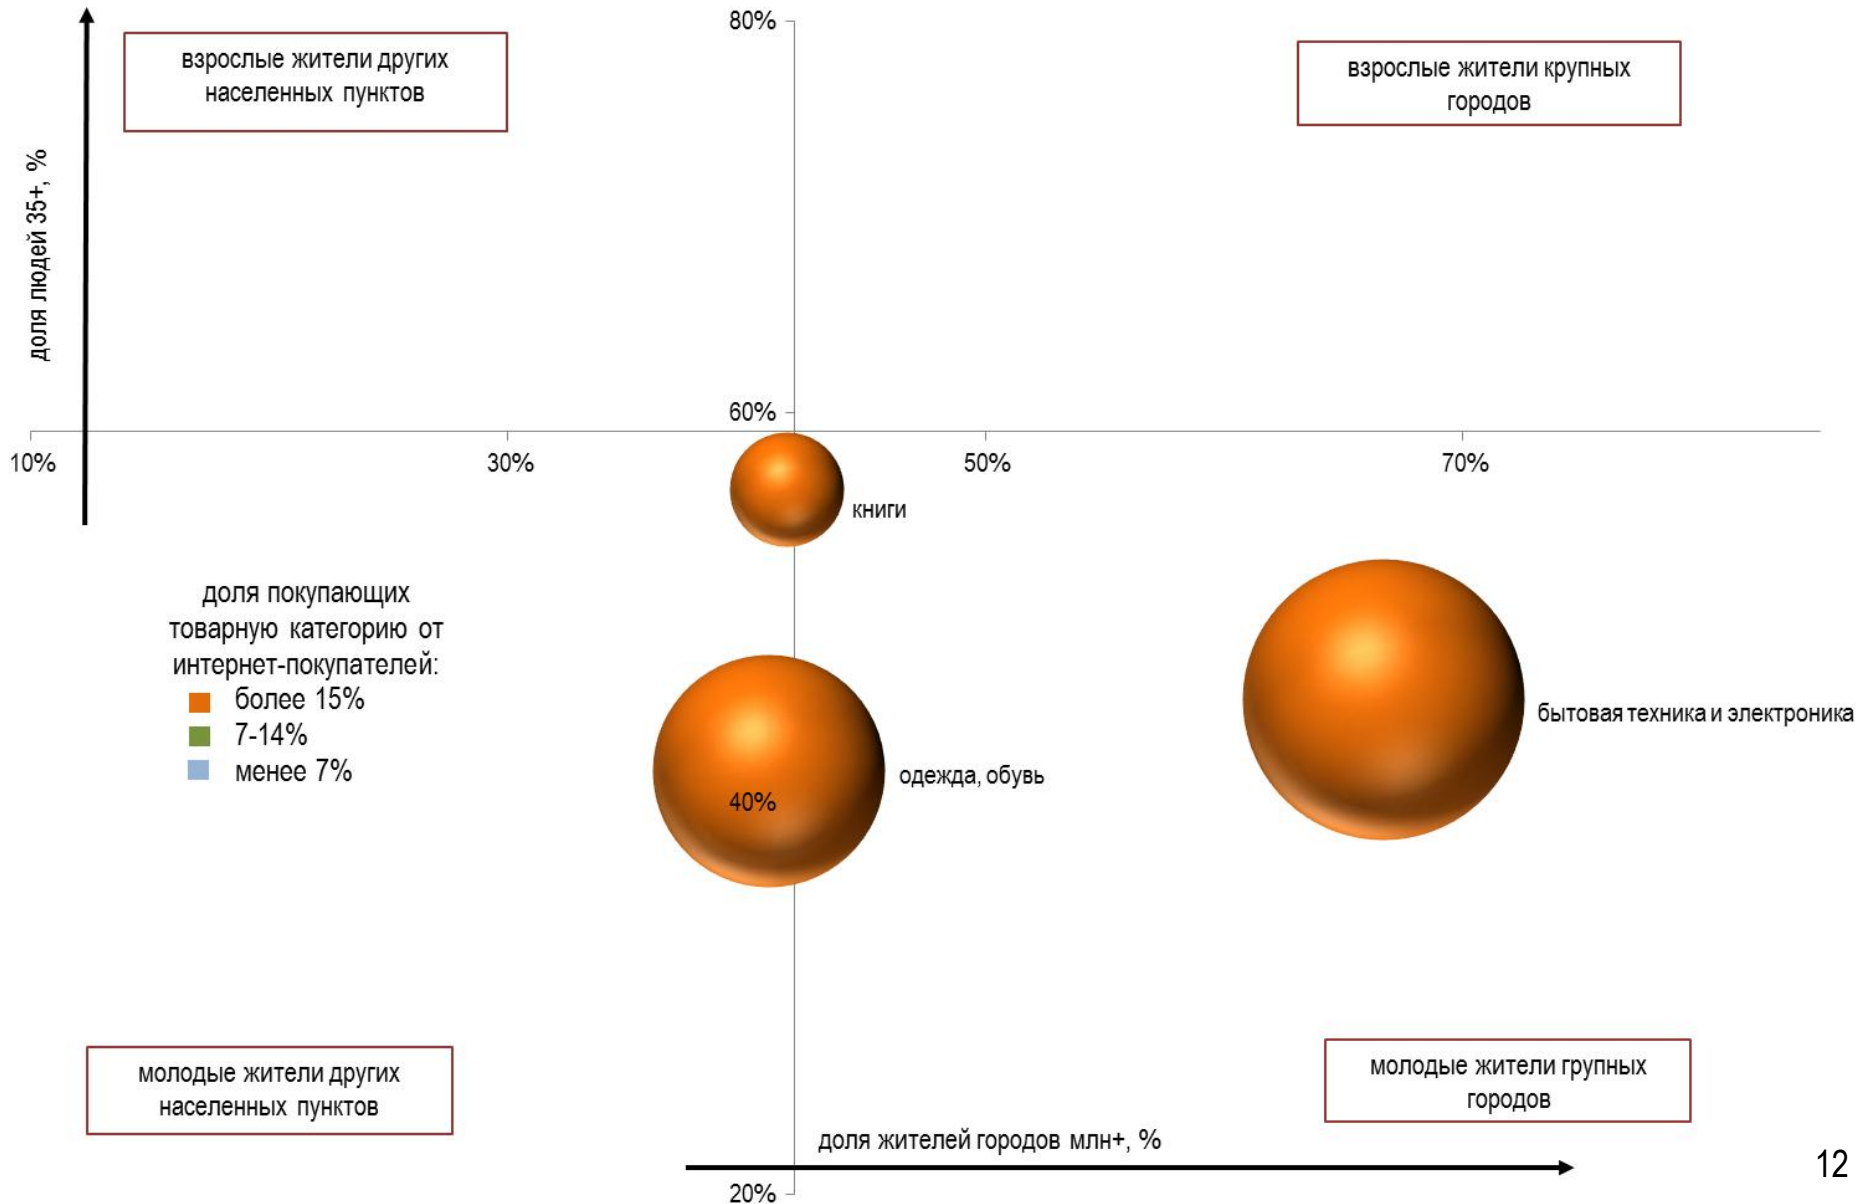 80%
взрослые жители других
населенных пунктов
взрослые жители крупных
городов
доля людей 35+, %
60%
10%
30%
50%
70%
книги
доля покупающих
товарную категорию от
интернет-покупателей:
более 15%
7-14%
менее 7%
бытовая техника и электроника
одежда, обувь
40%
молодые жители других
населенных пунктов
молодые жители групных
городов
доля жителей городов млн+, %
12
20%